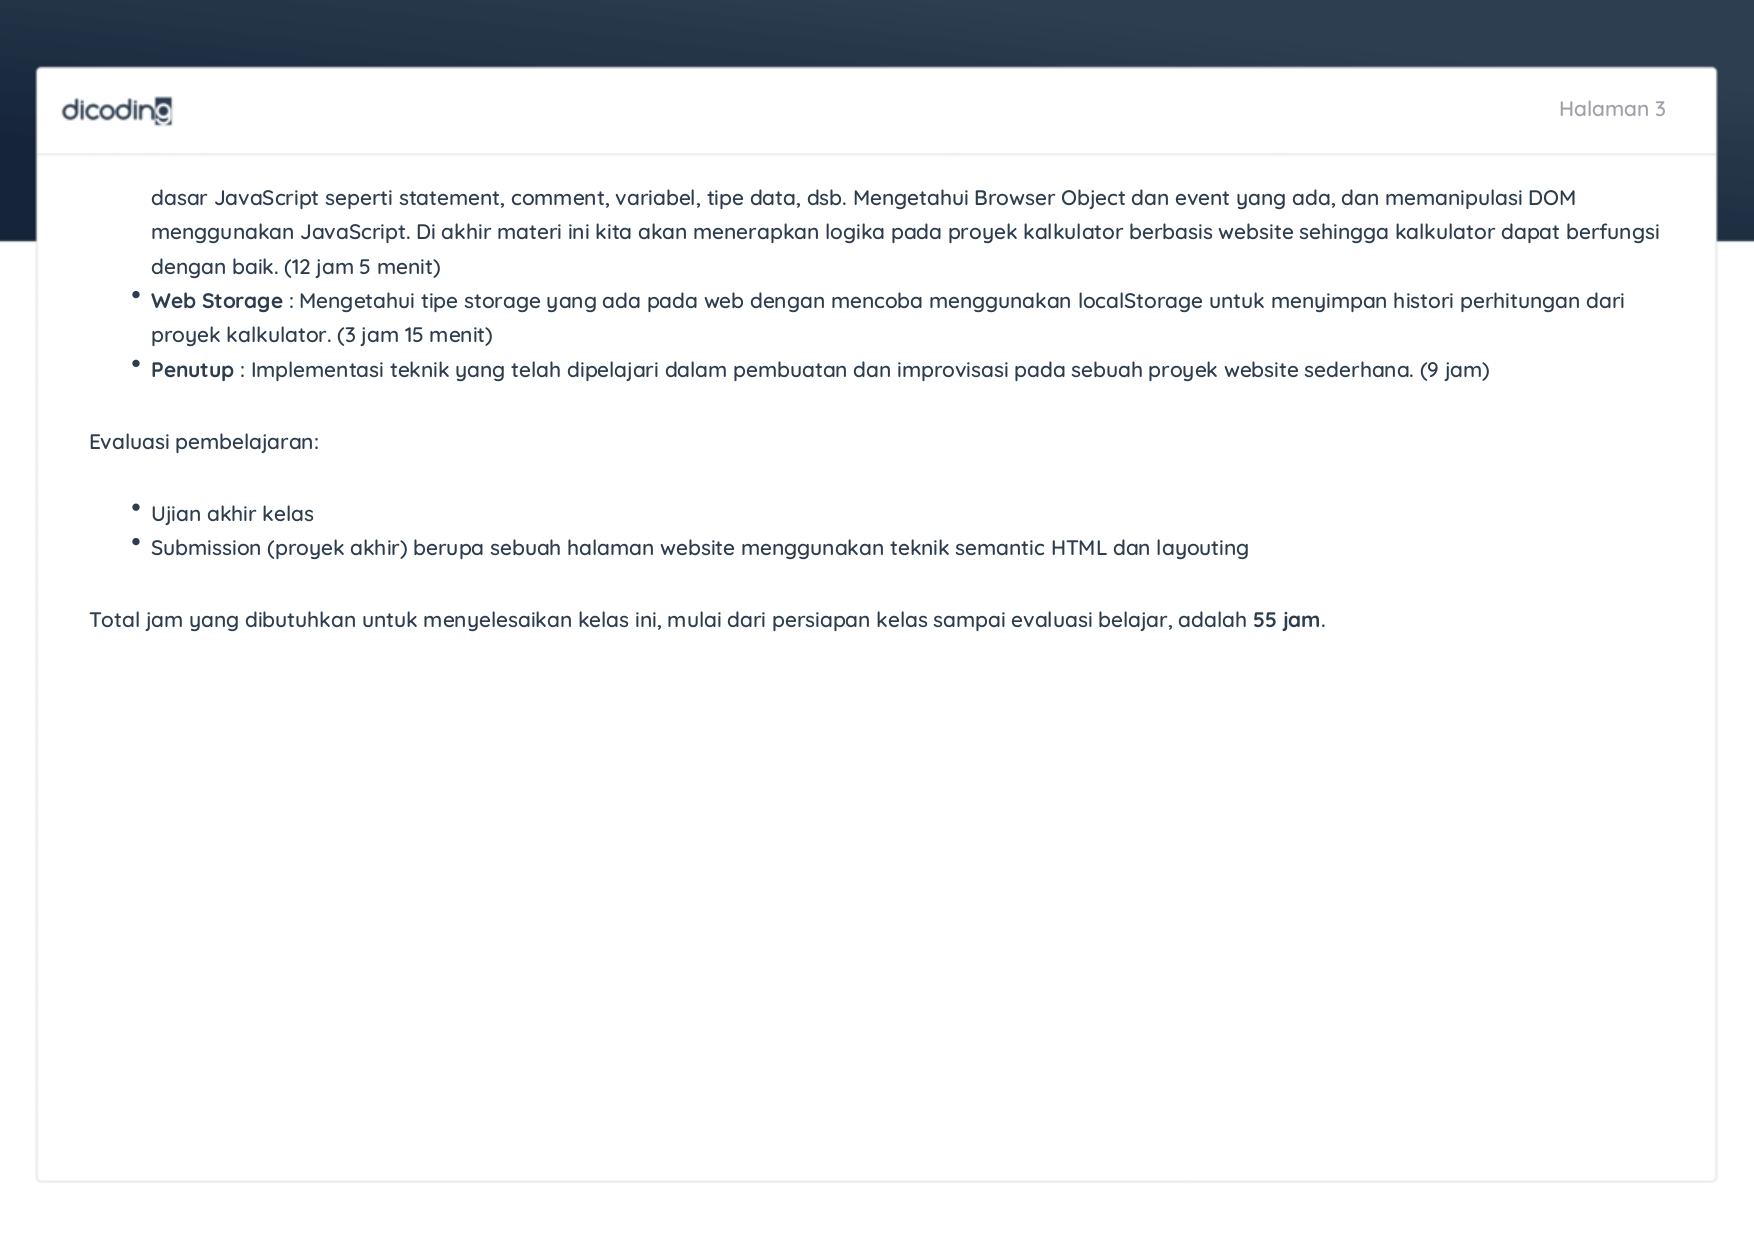 dicoding
Halaman 3
dasar JavaScript seperti statement, comment, variabel, tipe data, dsb. Mengetahui Browser Object dan event yang ada, dan memanipulasi DOM
menggunakan JavaScript. Di akhir materi ini kita akan menerapkan logika pada proyek kalkulator berbasis website sehingga kalkulator dapat berfungsi
dengan baik. (12 jam 5 menit)
• Web Storage : Mengetahui tipe storage yang ada pada web dengan mencoba menggunakan localStorage untuk menyimpan histori perhitungan dari
proyek kalkulator. (3 jam 15 menit)
• Penutup : Implementasi teknik yang telah dipelajari dalam pembuatan dan improvisasi pada sebuah proyek website sederhana. (9 jam)
Evaluasi pembelajaran:
• Ujian akhir kelas
• Submission (proyek akhir) berupa sebuah halaman website menggunakan teknik semantic HTML dan layouting
Total jam yang dibutuhkan untuk menyelesaikan kelas ini, mulai dari persiapan kelas sampai evaluasi belajar, adalah 55 jam.